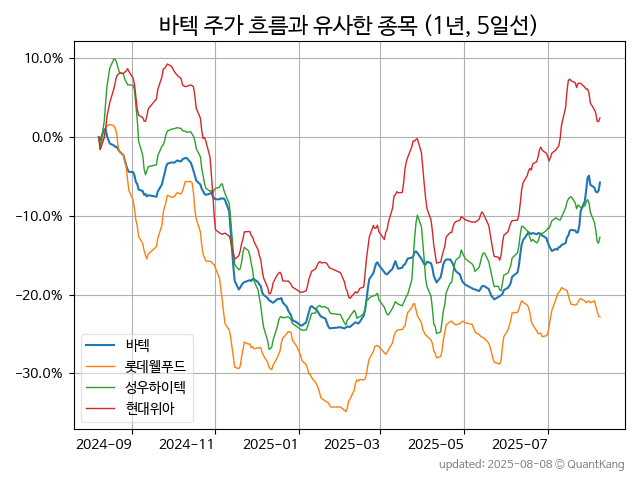 바텍 주가 흐름과 유사한 종목 (1년, 5일선)
10.0%
0.0%
−10.0%
−20.0%
−30.0%
바텍
롯데웰푸드
성우하이텍
현대위아
2024−09
2024−11
2025−01
2025−03
2025−05
2025−07
updated: 2025-08-08 © QuantKang